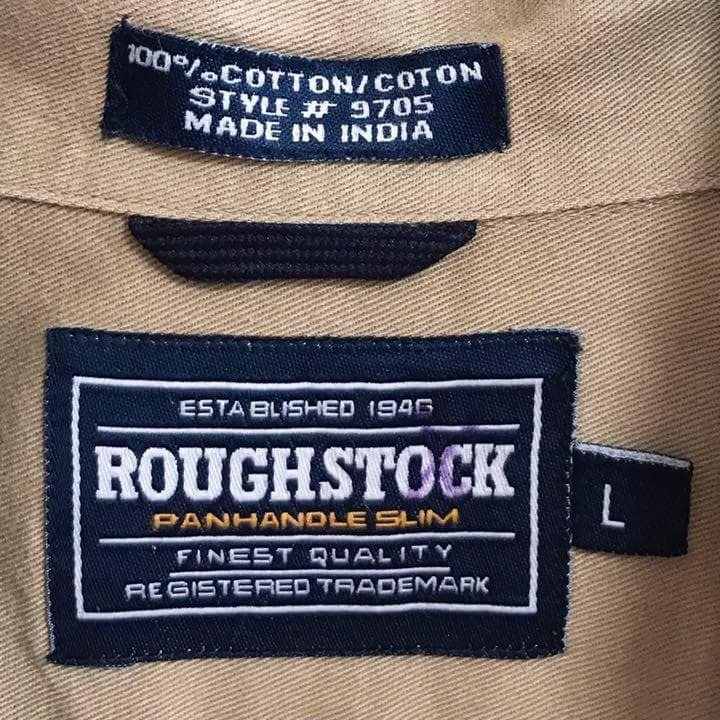 100% COTTON/COTON
STYLE # 9705
MADE IN INDIA
ESTABLISHED 1946
ROUGHSTOCK
PANHANDLE SLIM
FINEST QUALITY
REGISTERED TRADEMARK
L